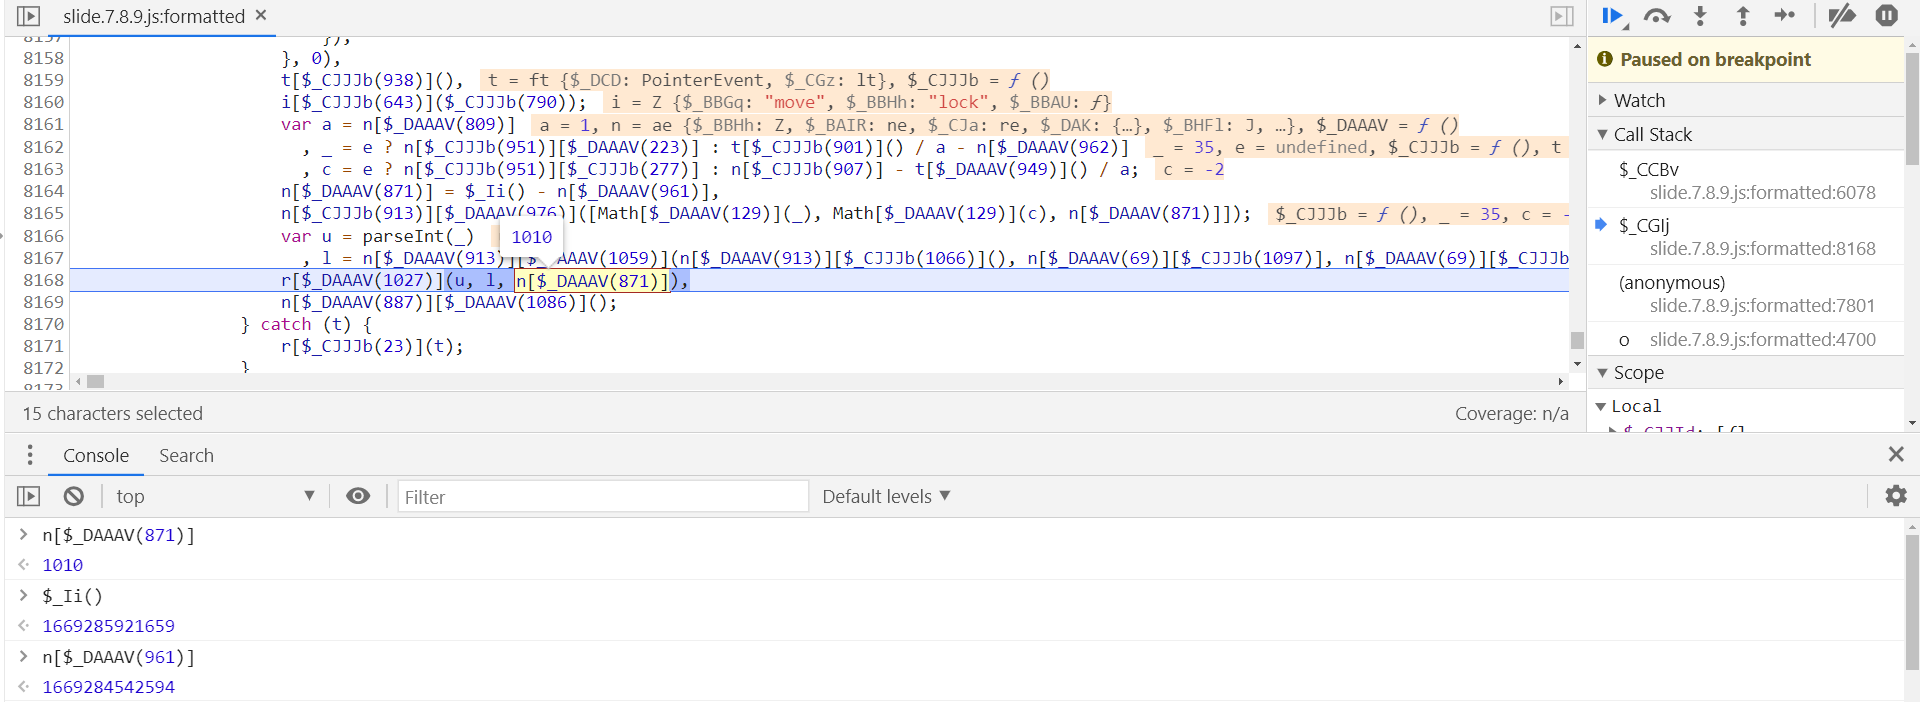 slide.7.8.9.js:formatted ×
8157 }),
8158 }, 0),
8159 t[$_CJJJb(938)](), t = ft {$_DCD: PointerEvent, $_CGz: lt}, $_CJJJb = ƒ ()
8160 i[$_CJJJb(643)]($_CJJJb(790)); i = Z {$_BBGq: "move", $_BBHh: "lock", $_BBAU: ƒ}
8161 var a = n[$_DAAAV(809)] a = 1, n = ae {$_BBHh: Z, $_BAIR: ne, $_CJa: re, $_DAK: {…}, $_BHFl: J, …}, $_DAAAV = ƒ ()
8162 , _ = e ? n[$_CJJJb(951)][$_DAAAV(223)] : t[$_CJJJb(901)]() / a - n[$_DAAAV(962)] _ = 35, e = undefined, $_CJJJb = ƒ (), t
8163 , c = e ? n[$_CJJJb(951)][$_DAAAV(277)] : n[$_CJJJb(907)] - t[$_DAAAV(949)]() / a; c = -2
8164 n[$_DAAAV(871)] = $_Ii() - n[$_DAAAV(961)],
8165 n[$_CJJJb(913)][$_DAAAV(976)]([Math[$_DAAAV(129)](_), Math[$_DAAAV(129)](c), n[$_DAAAV(871)]]); $_CJJJb = ƒ (), _ = 35, c = -
8166 var u = parseInt(_) 1010
8167 , l = n[$_DAAAV(913)][$_DAAAV(1059)](n[$_DAAAV(913)][$_CJJJb(1066)](), n[$_DAAAV(69)][$_CJJJb(1097)], n[$_DAAAV(69)][$_CJJJb
8168 r[$_DAAAV(1027)](u, l, n[$_DAAAV(871)]),
8169 n[$_DAAAV(887)][$_DAAAV(1086)]();
8170 } catch (t) {
8171 r[$_CJJJb(23)](t);
8172 }
8173
15 characters selected Coverage: n/a
Paused on breakpoint
Watch
Call Stack
$_CCBv
slide.7.8.9.js:formatted:6078
$_CGlj
slide.7.8.9.js:formatted:8168
(anonymous)
slide.7.8.9.js:formatted:7801
o slide.7.8.9.js:formatted:4700
Scope
Local
Console Search
top Filter Default levels
> n[$_DAAAV(871)]
1010
> $_Ii()
1669285921659
> n[$_DAAAV(961)]
1669284542594